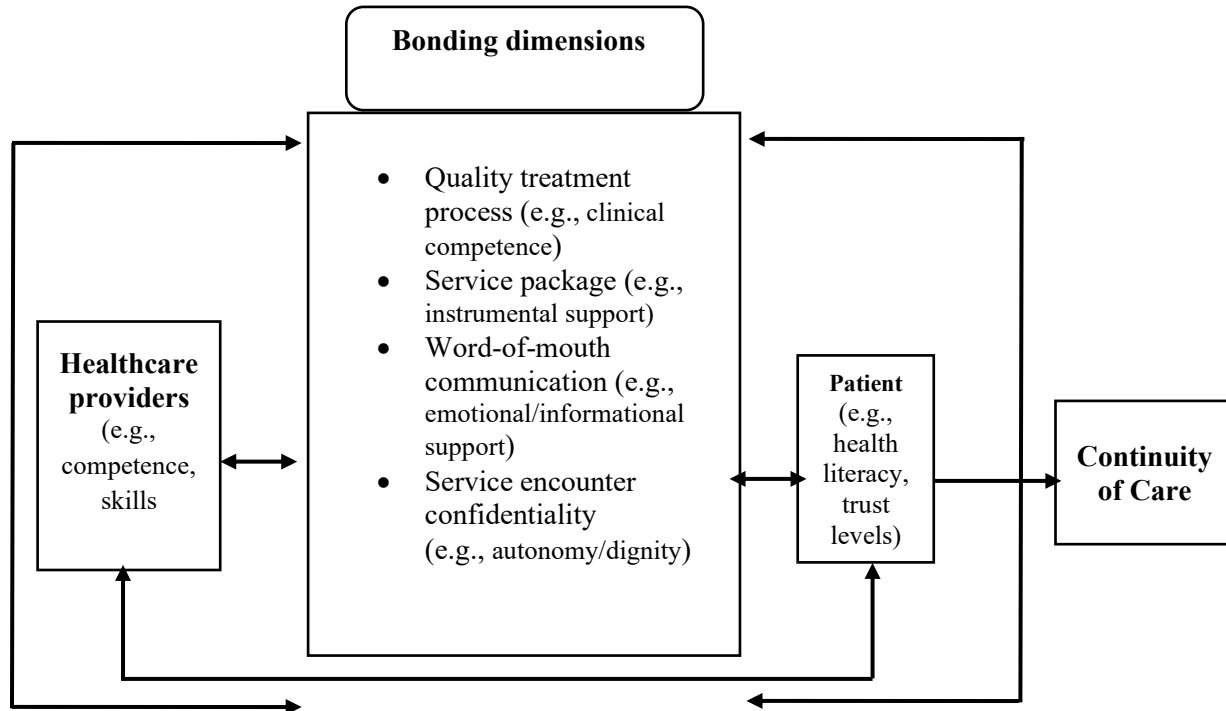 Bonding dimensions
• Quality treatment
process (e.g., clinical
competence)
• Service package (e.g.,
instrumental support)
• Word-of-mouth
communication (e.g.,
emotional/informational
support)
• Service encounter
confidentiality
(e.g., autonomy/dignity)
Healthcare
providers
(e.g.,
competence,
skills
Patient
(e.g.,
health
literacy,
trust
levels)
Continuity
of Care